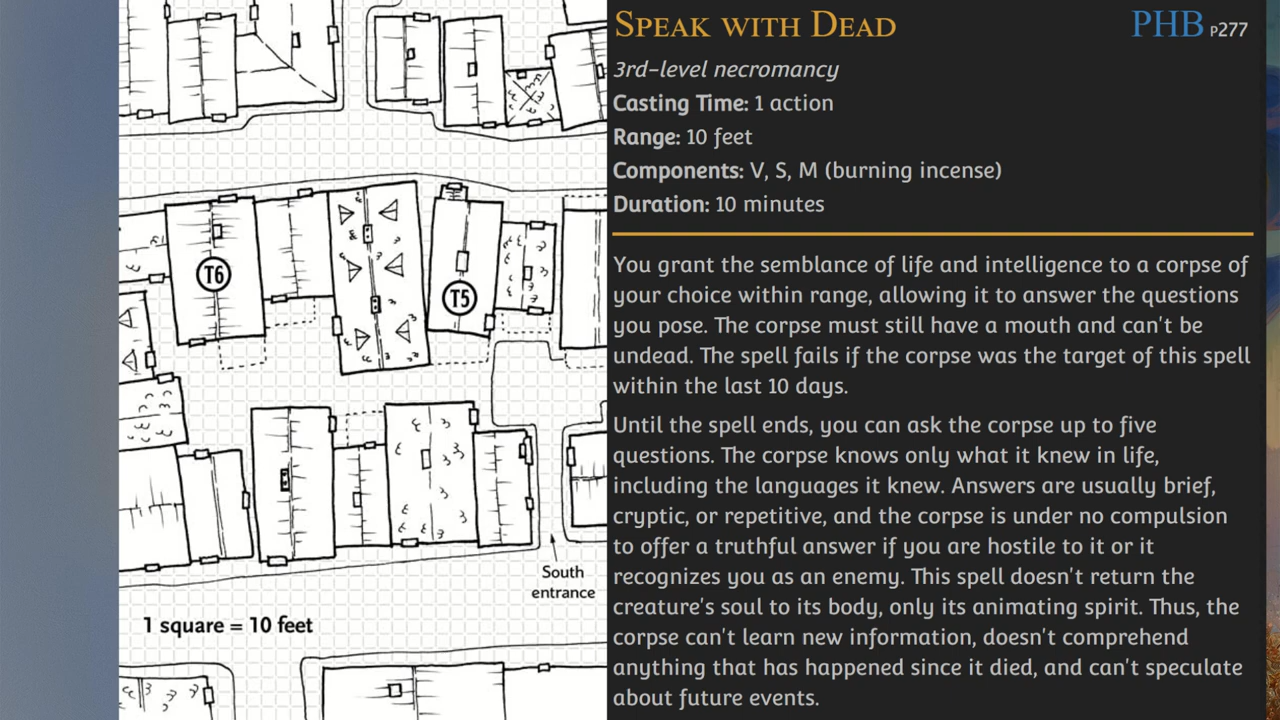 T6
T5
South
entrance
1 square = 10 feet
Speak with Dead PHB p277
3rd-level necromancy
Casting Time: 1 action
Range: 10 feet
Components: V, S, M (burning incense)
Duration: 10 minutes
You grant the semblance of life and intelligence to a corpse of
your choice within range, allowing it to answer the questions
you pose. The corpse must still have a mouth and can't be
undead. The spell fails if the corpse was the target of this spell
within the last 10 days.
Until the spell ends, you can ask the corpse up to five
questions. The corpse knows only what it knew in life,
including the languages it knew. Answers are usually brief,
cryptic, or repetitive, and the corpse is under no compulsion
to offer a truthful answer if you are hostile to it or it
recognizes you as an enemy. This spell doesn't return the
creature's soul to its body, only its animating spirit. Thus, the
corpse can't learn new information, doesn't comprehend
anything that has happened since it died, and can't speculate
about future events.